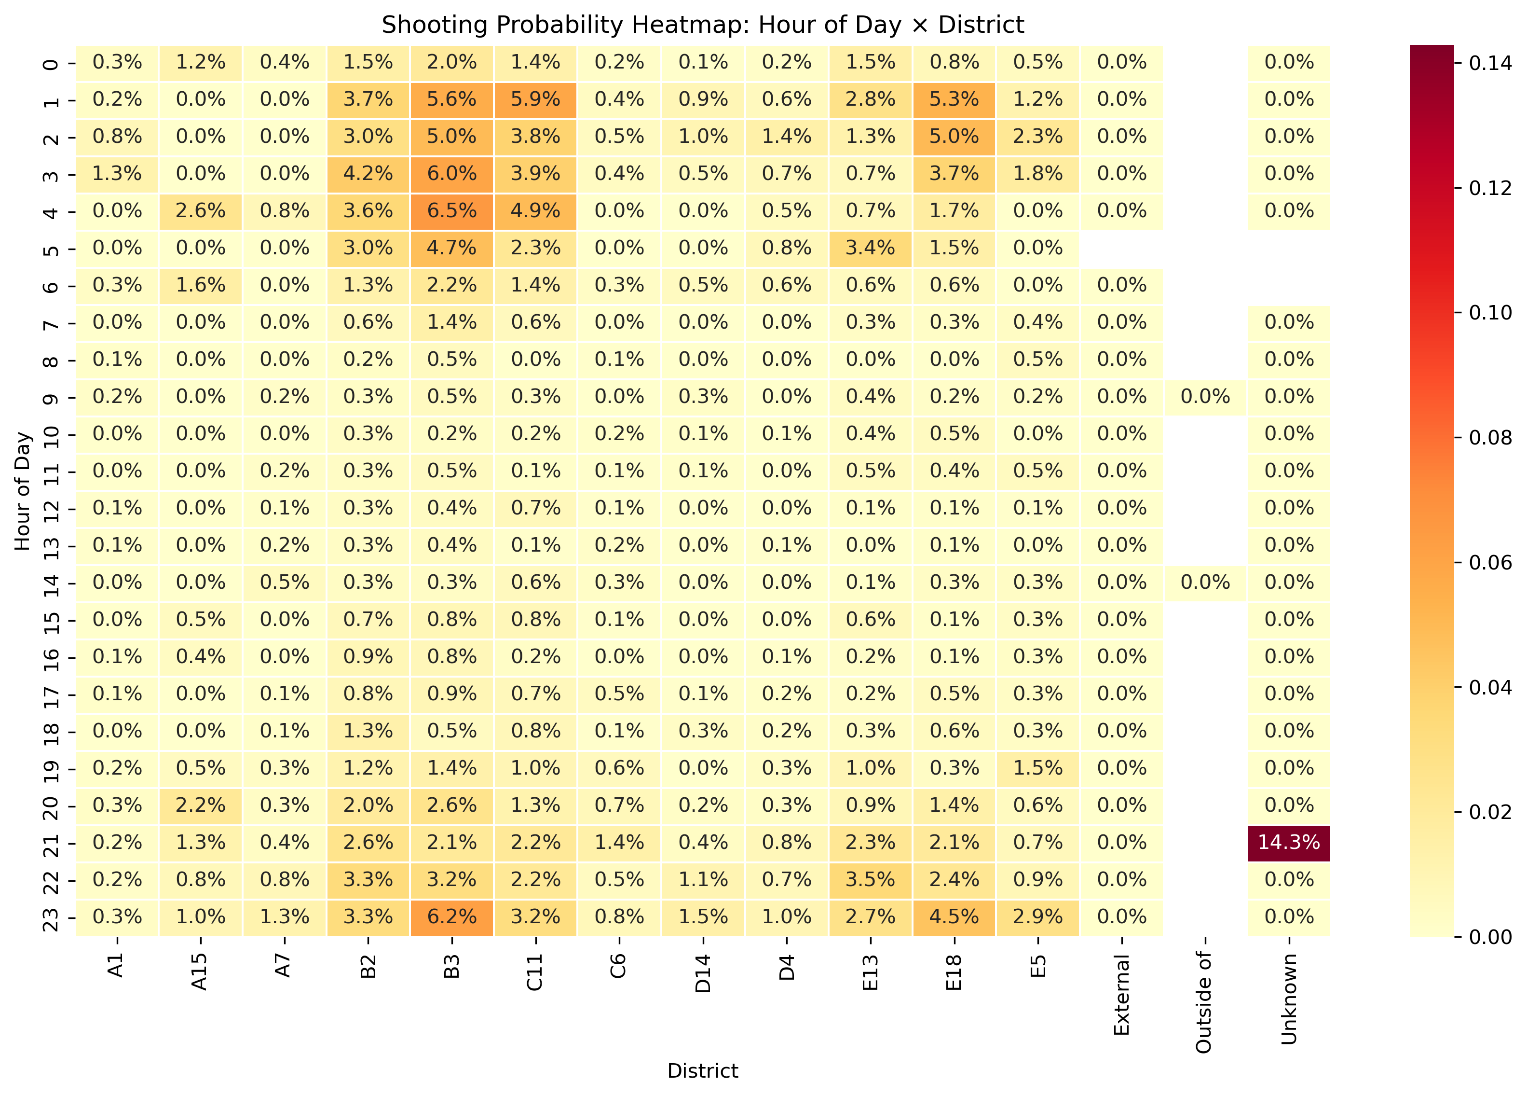 Shooting Probability Heatmap: Hour of Day × District
0 0.3% 1.2% 0.4% 1.5% 2.0% 1.4% 0.2% 0.1% 0.2% 1.5% 0.8% 0.5% 0.0% 0.0%
1 0.2% 0.0% 0.0% 3.7% 5.6% 5.9% 0.4% 0.9% 0.6% 2.8% 5.3% 1.2% 0.0% 0.0%
2 0.8% 0.0% 0.0% 3.0% 5.0% 3.8% 0.5% 1.0% 1.4% 1.3% 5.0% 2.3% 0.0% 0.0%
3 1.3% 0.0% 0.0% 4.2% 6.0% 3.9% 0.4% 0.5% 0.7% 0.7% 3.7% 1.8% 0.0% 0.0%
4 0.0% 2.6% 0.8% 3.6% 6.5% 4.9% 0.0% 0.0% 0.5% 0.7% 1.7% 0.0% 0.0% 0.0%
5 0.0% 0.0% 0.0% 3.0% 4.7% 2.3% 0.0% 0.0% 0.8% 3.4% 1.5% 0.0%
6 0.3% 1.6% 0.0% 1.3% 2.2% 1.4% 0.3% 0.5% 0.6% 0.6% 0.6% 0.0% 0.0%
7 0.0% 0.0% 0.0% 0.6% 1.4% 0.6% 0.0% 0.0% 0.0% 0.3% 0.3% 0.4% 0.0% 0.0%
8 0.1% 0.0% 0.0% 0.2% 0.5% 0.0% 0.1% 0.0% 0.0% 0.0% 0.0% 0.5% 0.0% 0.0%
9 0.2% 0.0% 0.2% 0.3% 0.5% 0.3% 0.0% 0.3% 0.0% 0.4% 0.2% 0.2% 0.0% 0.0% 0.0%
10 0.0% 0.0% 0.0% 0.3% 0.2% 0.2% 0.2% 0.1% 0.1% 0.4% 0.5% 0.0% 0.0% 0.0%
11 0.0% 0.0% 0.2% 0.3% 0.5% 0.1% 0.1% 0.1% 0.0% 0.5% 0.4% 0.5% 0.0% 0.0%
12 0.1% 0.0% 0.1% 0.3% 0.4% 0.7% 0.1% 0.0% 0.0% 0.1% 0.1% 0.1% 0.0% 0.0%
13 0.1% 0.0% 0.2% 0.3% 0.4% 0.1% 0.2% 0.0% 0.1% 0.0% 0.1% 0.0% 0.0% 0.0%
14 0.0% 0.0% 0.5% 0.3% 0.3% 0.6% 0.3% 0.0% 0.0% 0.1% 0.3% 0.3% 0.0% 0.0% 0.0%
15 0.0% 0.5% 0.0% 0.7% 0.8% 0.8% 0.1% 0.0% 0.0% 0.6% 0.1% 0.3% 0.0% 0.0%
16 0.1% 0.4% 0.0% 0.9% 0.8% 0.2% 0.0% 0.0% 0.1% 0.2% 0.1% 0.3% 0.0% 0.0%
17 0.1% 0.0% 0.1% 0.8% 0.9% 0.7% 0.5% 0.1% 0.2% 0.2% 0.5% 0.3% 0.0% 0.0%
18 0.0% 0.0% 0.1% 1.3% 0.5% 0.8% 0.1% 0.3% 0.2% 0.3% 0.6% 0.3% 0.0% 0.0%
19 0.2% 0.5% 0.3% 1.2% 1.4% 1.0% 0.6% 0.0% 0.3% 1.0% 0.3% 1.5% 0.0% 0.0%
20 0.3% 2.2% 0.3% 2.0% 2.6% 1.3% 0.7% 0.2% 0.3% 0.9% 1.4% 0.6% 0.0% 0.0%
21 0.2% 1.3% 0.4% 2.6% 2.1% 2.2% 1.4% 0.4% 0.8% 2.3% 2.1% 0.7% 0.0% 14.3%
22 0.2% 0.8% 0.8% 3.3% 3.2% 2.2% 0.5% 1.1% 0.7% 3.5% 2.4% 0.9% 0.0% 0.0%
23 0.3% 1.0% 1.3% 3.3% 6.2% 3.2% 0.8% 1.5% 1.0% 2.7% 4.5% 2.9% 0.0% 0.0%
Hour of Day
A1 A15 A7 B2 B3 C11 C6 D14 D4 E13 E18 E5 External Outside of Unknown
District
0.14
0.12
0.10
0.08
0.06
0.04
0.02
0.00